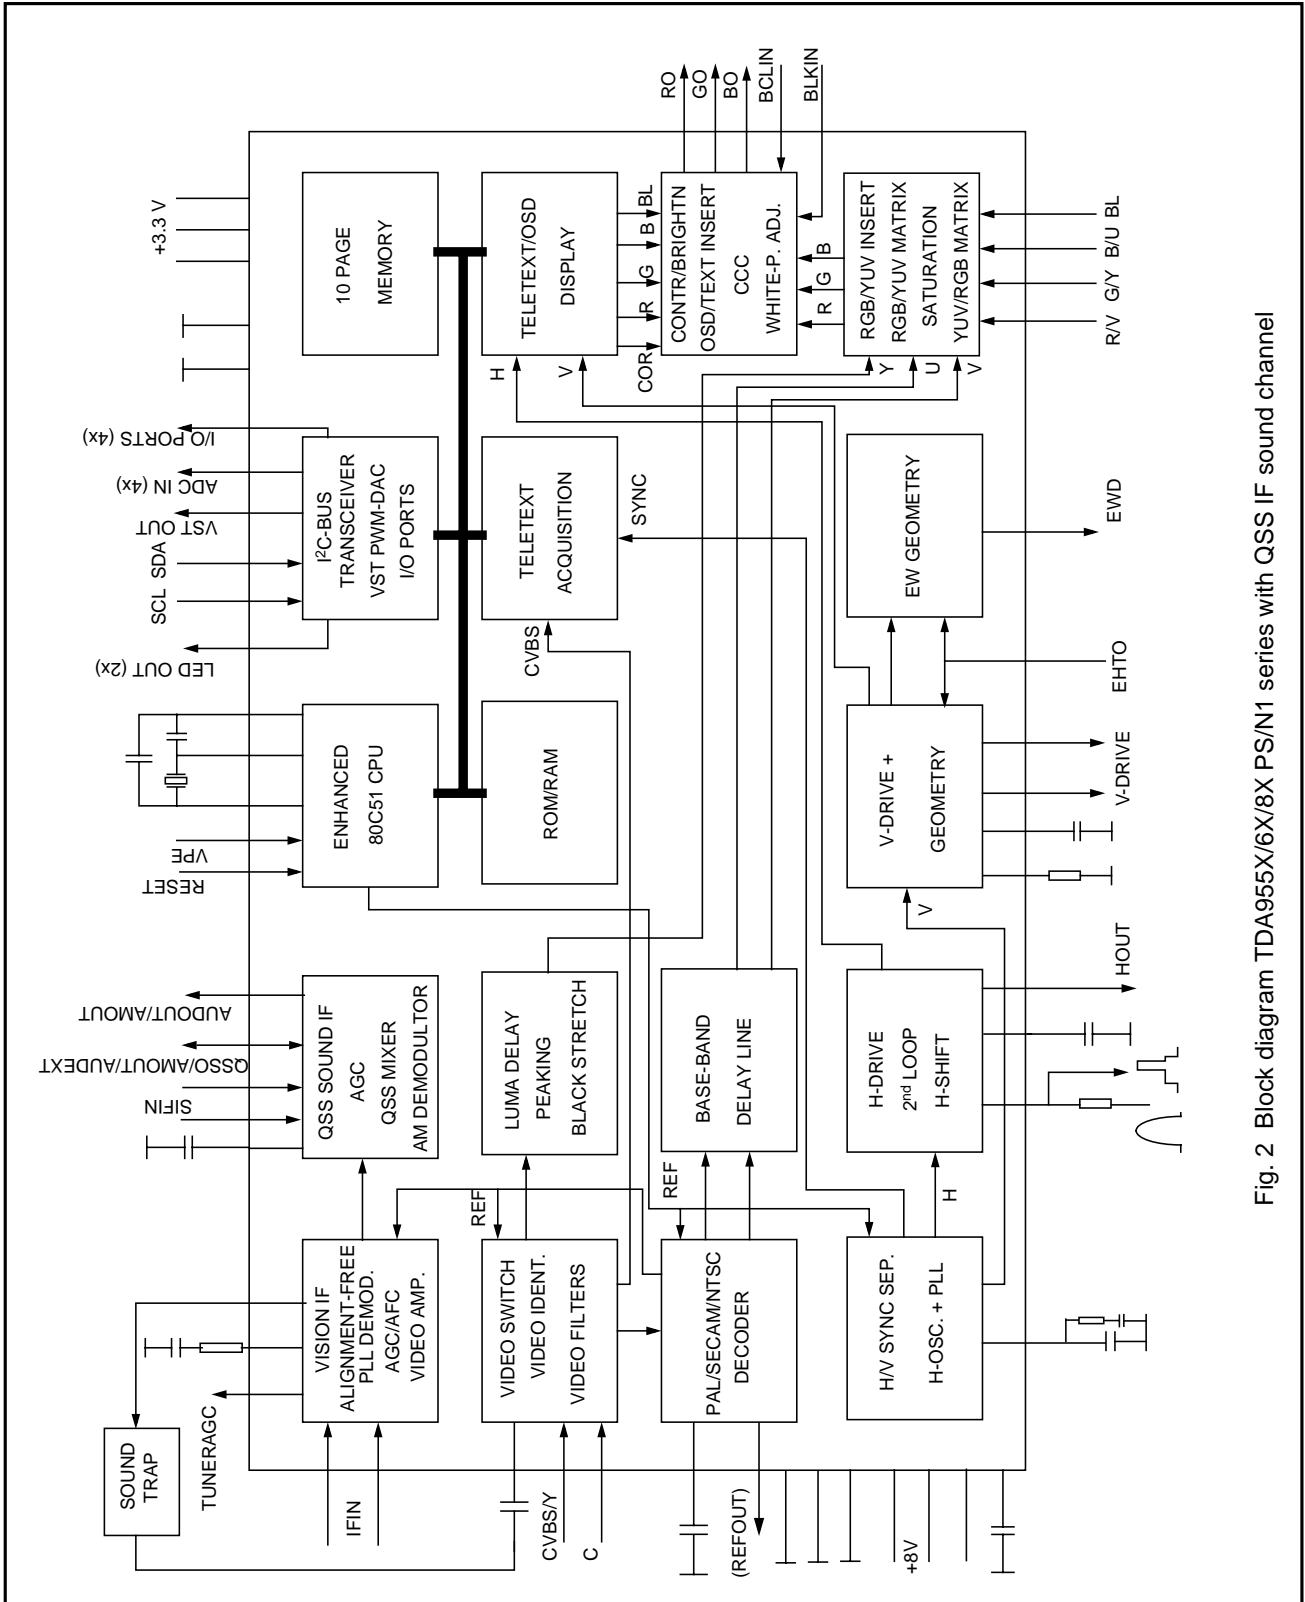 SOUND
TRAP
TUNERAGC
IFIN
VISION IF
ALIGNMENT-FREE
PLL DEMOD.
AGC/AFC
VIDEO AMP.
SIFIN
QSSO/AMOUT/AUDEXT
AUDOUT/AMOUT
QSS SOUND IF
AGC
QSS MIXER
AM DEMODULTOR
RESET
VPE
ENHANCED
80C51 CPU
LED OUT (2x)
SCL
SDA
VST OUT
ADC IN (4x)
I/O PORTS (4x)
I²C-BUS
TRANSCEIVER
VST PWM-DAC
I/O PORTS
+3.3 V
10 PAGE
MEMORY
CVBS/Y
C
REF
VIDEO SWITCH
VIDEO IDENT.
VIDEO FILTERS
LUMA DELAY
PEAKING
BLACK STRETCH
ROM/RAM
CVBS
TELETEXT
ACQUISITION
SYNC
H
V
TELETEXT/OSD
DISPLAY
COR
R
G
B
BL
(REFOUT)
PAL/SECAM/NTSC
DECODER
REF
BASE-BAND
DELAY LINE
CONTR/BRIGHTN
OSD/TEXT INSERT
CCC
WHITE-P. ADJ.
RO
GO
BO
BCLIN
BLKIN
R
G
B
Y
U
V
RGB/YUV INSERT
RGB/YUV MATRIX
SATURATION
YUV/RGB MATRIX
R/V
G/Y
B/U
BL
+8V
H/V SYNC SEP.
H-OSC. + PLL
H
H-DRIVE
2nd LOOP
H-SHIFT
HOUT
V
V-DRIVE +
GEOMETRY
V-DRIVE
EHTO
EW GEOMETRY
EWD
Fig. 2 Block diagram TDA955X/6X/8X PS/N1 series with QSS IF sound channel